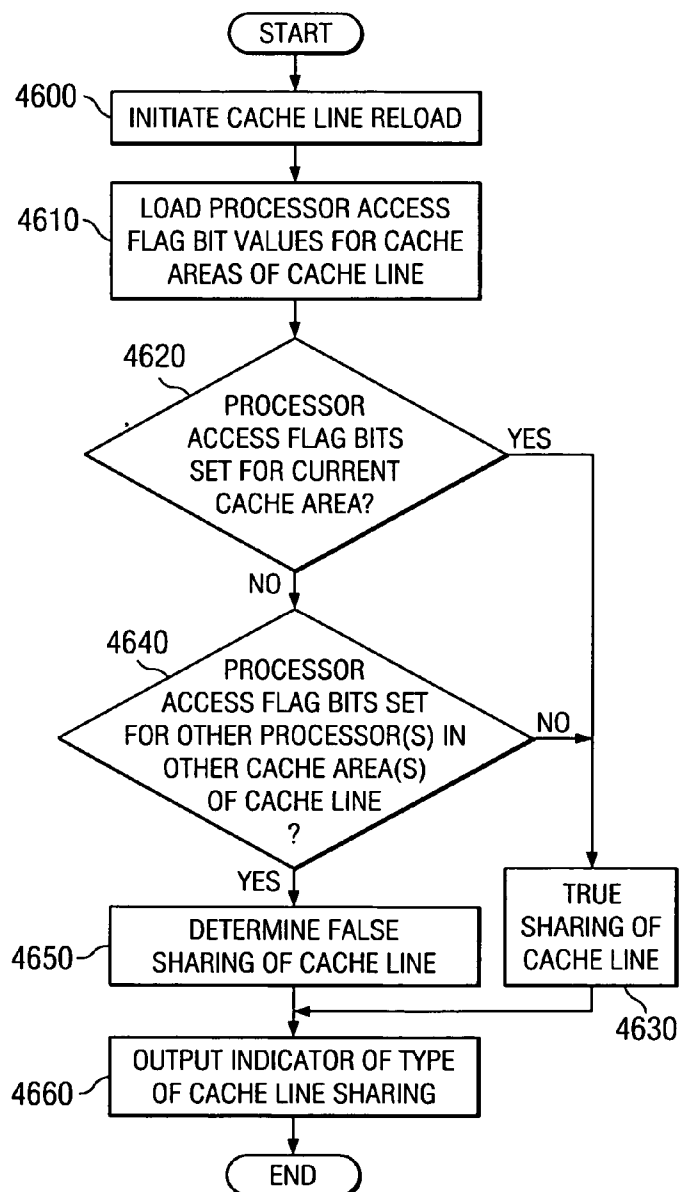 START
4600
INITIATE CACHE LINE RELOAD
4610
LOAD PROCESSOR ACCESS
FLAG BIT VALUES FOR CACHE
AREAS OF CACHE LINE
4620
PROCESSOR
ACCESS FLAG BITS
SET FOR CURRENT
CACHE AREA?
YES
NO
4640
PROCESSOR
ACCESS FLAG BITS SET
FOR OTHER PROCESSOR(S) IN
OTHER CACHE AREA(S)
OF CACHE LINE
?
NO
YES
TRUE
SHARING OF
CACHE LINE
4630
4650
DETERMINE FALSE
SHARING OF CACHE LINE
4660
OUTPUT INDICATOR OF TYPE
OF CACHE LINE SHARING
END